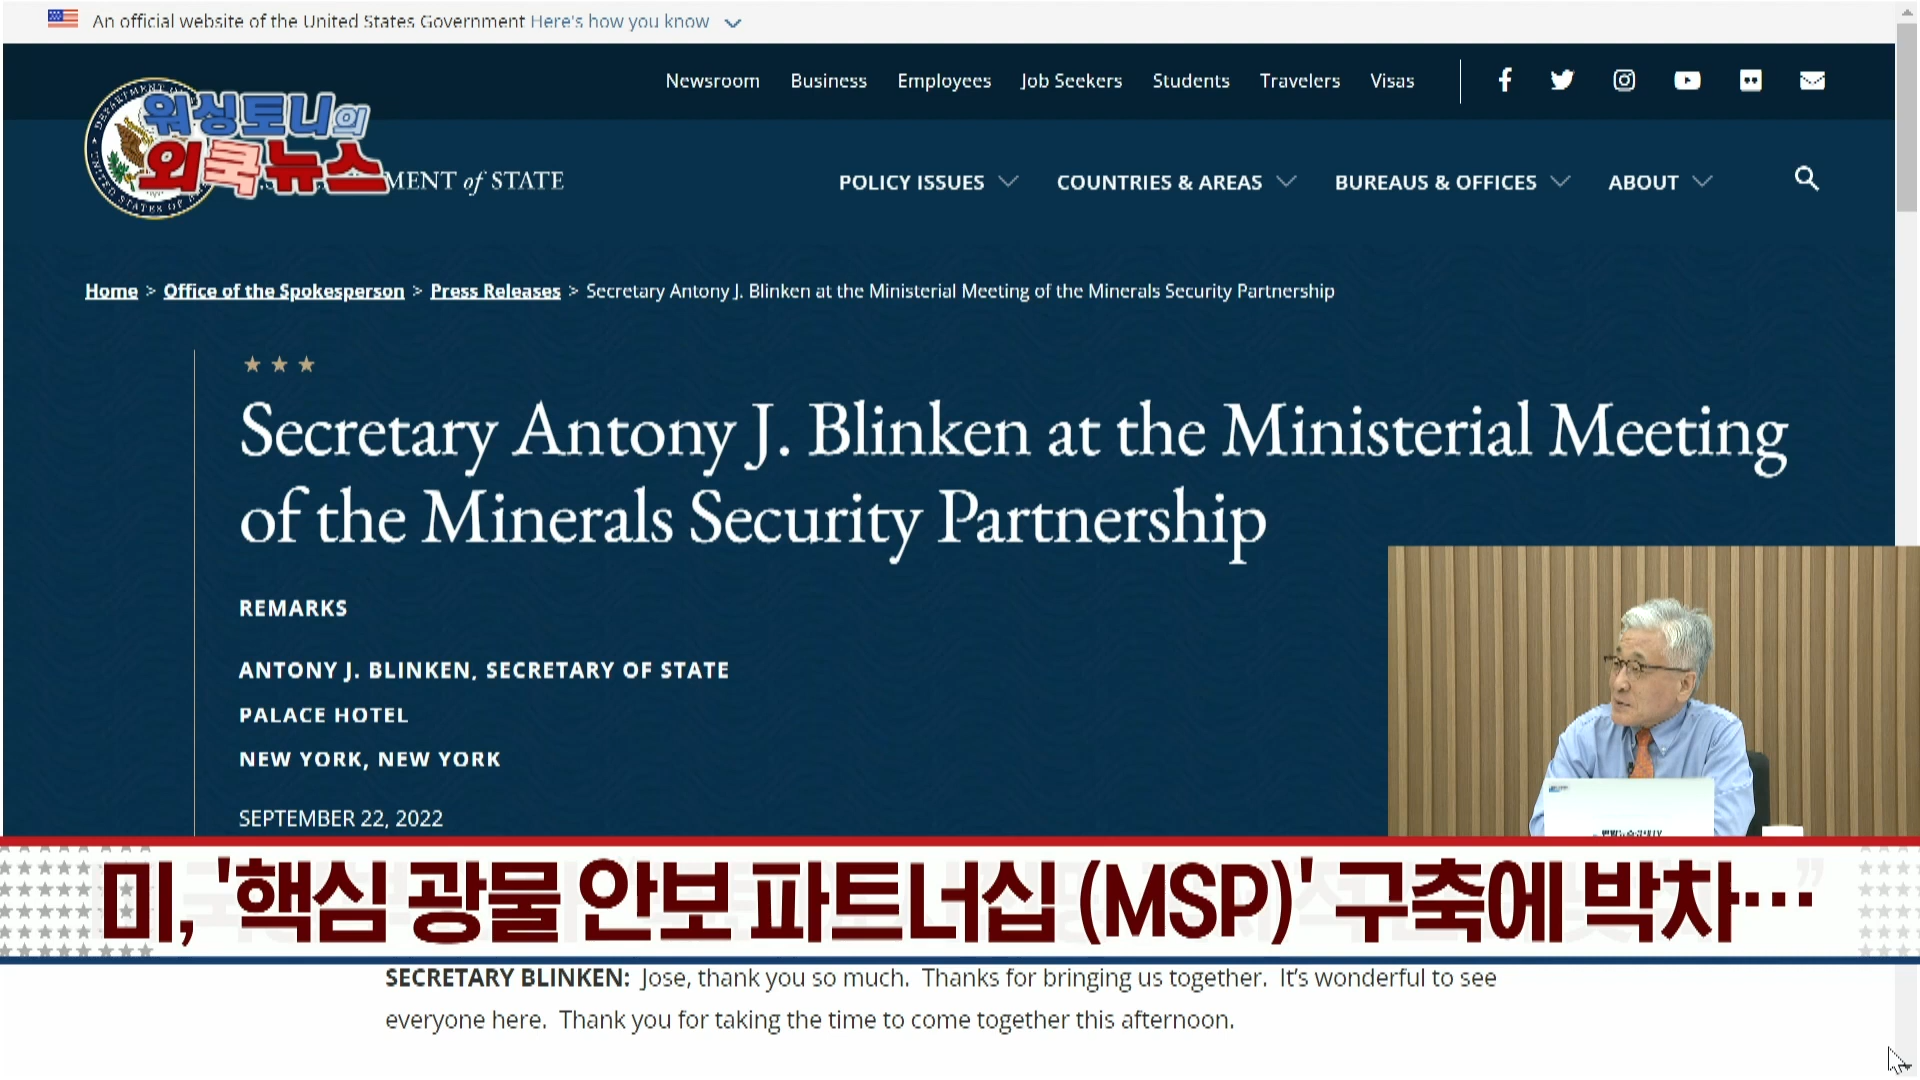 An official website of the United States Government Here's how you know
Newsroom Business Employees Job Seekers Students Travelers Visas
워싱토니의
외쿡뉴스
MENT of STATE
POLICY ISSUES COUNTRIES & AREAS BUREAUS & OFFICES ABOUT
Home > Office of the Spokesperson > Press Releases > Secretary Antony J. Blinken at the Ministerial Meeting of the Minerals Security Partnership
Secretary Antony J. Blinken at the Ministerial Meeting
of the Minerals Security Partnership
REMARKS
ANTONY J. BLINKEN, SECRETARY OF STATE
PALACE HOTEL
NEW YORK, NEW YORK
SEPTEMBER 22, 2022
미, '핵심 광물 안보 파트너십 (MSP)' 구축에 박차…
SECRETARY BLINKEN: Jose, thank you so much. Thanks for bringing us together. It's wonderful to see
everyone here. Thank you for taking the time to come together this afternoon.